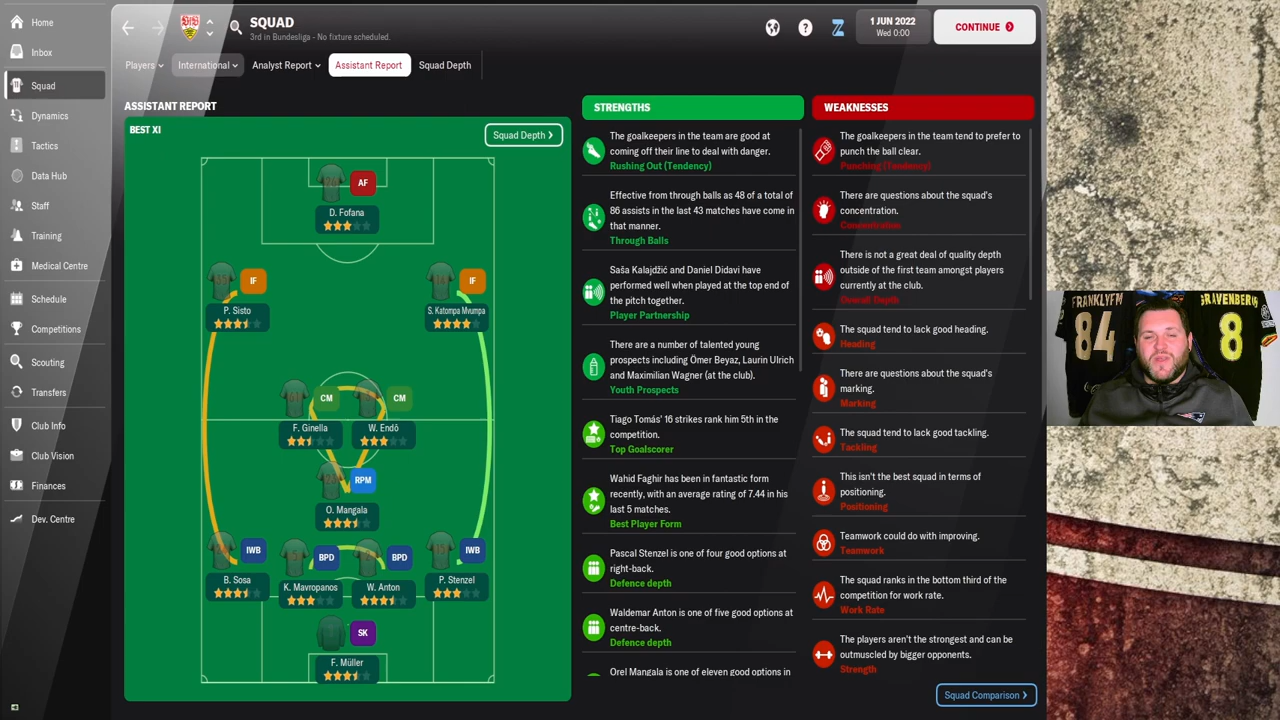 Home
Inbox
Squad
Dynamics
Tactics
Data Hub
Staff
Training
Medical Centre
Schedule
Competitions
Scouting
Transfers
Club Info
Club Vision
Finances
Dev. Centre
SQUAD
3rd in Bundesliga - No fixture scheduled.
1 JUN 2022
Wed 0:00
CONTINUE
Players
International
Analyst Report
Assistant Report
Squad Depth
ASSISTANT REPORT
BEST XI
Squad Depth
AF
D. Fofana
IF
P. Sisto
IF
S. Katompa Mvumpa
CM
F. Ginella
CM
W. Endō
RPM
O. Mangala
IWB
B. Sosa
BPD
K. Mavropanos
BPD
W. Anton
IWB
P. Stenzel
SK
F. Müller
STRENGTHS
The goalkeepers in the team are good at
coming off their line to deal with danger.
Rushing Out (Tendency)
Effective from through balls as 48 of a total of
86 assists in the last 43 matches have come in
that manner.
Through Balls
Saša Kalajdžić and Daniel Didavi have
performed well when played at the top end of
the pitch together.
Player Partnership
There are a number of talented young
prospects including Ömer Beyaz, Laurin Ulrich
and Maximilian Wagner (at the club).
Youth Prospects
Tiago Tomás' 16 strikes rank him 5th in the
competition.
Top Goalscorer
Wahid Faghir has been in fantastic form
recently, with an average rating of 7.44 in his
last 5 matches.
Best Player Form
Pascal Stenzel is one of four good options at
right-back.
Defence depth
Waldemar Anton is one of five good options at
centre-back.
Defence depth
Orel Mangala is one of eleven good options in
WEAKNESSES
The goalkeepers in the team tend to prefer to
punch the ball clear.
Punching (Tendency)
There are questions about the squad's
concentration.
Concentration
There is not a great deal of quality depth
outside of the first team amongst players
currently at the club.
Overall Depth
The squad tend to lack good heading.
Heading
There are questions about the squad's
marking.
Marking
The squad tend to lack good tackling.
Tackling
This isn't the best squad in terms of
positioning.
Positioning
Teamwork could do with improving.
Teamwork
The squad ranks in the bottom third of the
competition for work rate.
Work Rate
The players aren't the strongest and can be
outmuscled by bigger opponents.
Strength
Squad Comparison
FRANKLYFM
84
GRAVENBERG
8